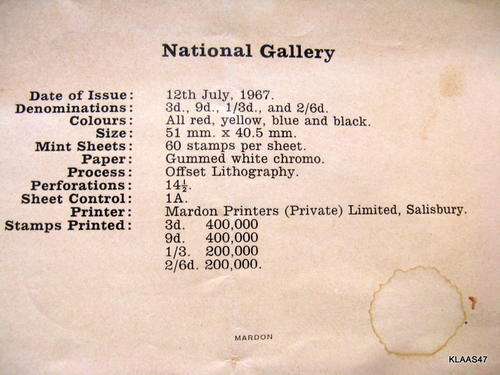 National Gallery
Date of Issue: 12th July, 1967.
Denominations: 3d., 9d., 1/3d., and 2/6d.
Colours: All red, yellow, blue and black.
Size: 51 mm. x 40.5 mm.
Mint Sheets: 60 stamps per sheet.
Paper: Gummed white chromo.
Process: Offset Lithography.
Perforations: 14½.
Sheet Control: 1A.
Printer: Mardon Printers (Private) Limited, Salisbury.
Stamps Printed: 3d. 400,000
9d. 400,000
1/3. 200,000
2/6d. 200,000.
MARDON
KLAAS47